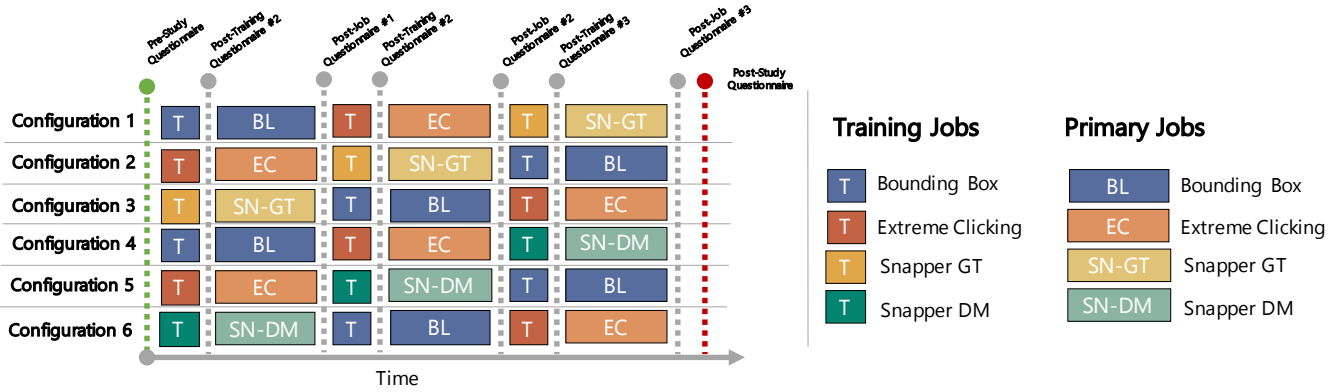 Pre-Study
Questionnaire
Post-Training
Questionnaire #2
Post-Job
Questionnaire #1
Post-Training
Questionnaire #2
Post-Job
Questionnaire #2
Post-Training
Questionnaire #3
Post-Job
Questionnaire #3
Post-Study
Questionnaire
Configuration 1 T BL T EC T SN-GT
Configuration 2 T EC T SN-GT T BL
Configuration 3 T SN-GT T BL T EC
Configuration 4 T BL T EC T SN-DM
Configuration 5 T EC T SN-DM T BL
Configuration 6 T SN-DM T BL T EC
Time
Training Jobs
T Bounding Box
T Extreme Clicking
T Snapper GT
T Snapper DM
Primary Jobs
BL Bounding Box
EC Extreme Clicking
SN-GT Snapper GT
SN-DM Snapper DM